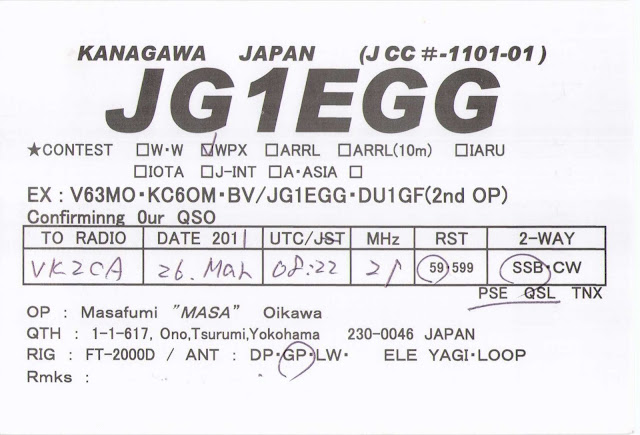 KANAGAWA JAPAN (JCC#-1101-01)
JG1EGG
★CONTEST □W·W ☑WPX □ARRL □ARRL(10m) □IARU
□IOTA □J-INT □A·ASIA □
EX : V63MO·KC6OM·BV/JG1EGG·DU1GF(2nd OP)
Confirminng 0ur QSO
TO RADIO DATE 2011 UTC/JST MHz RST 2-WAY
VK2CA 26. Mar 08:22 21 59·599 SSB·CW
PSE QSL TNX
OP : Masafumi "MASA" Oikawa
QTH : 1-1-617, Ono,Tsurumi,Yokohama 230-0046 JAPAN
RIG : FT-2000D / ANT : DP·GP·LW· ELE YAGI·LOOP
Rmks :